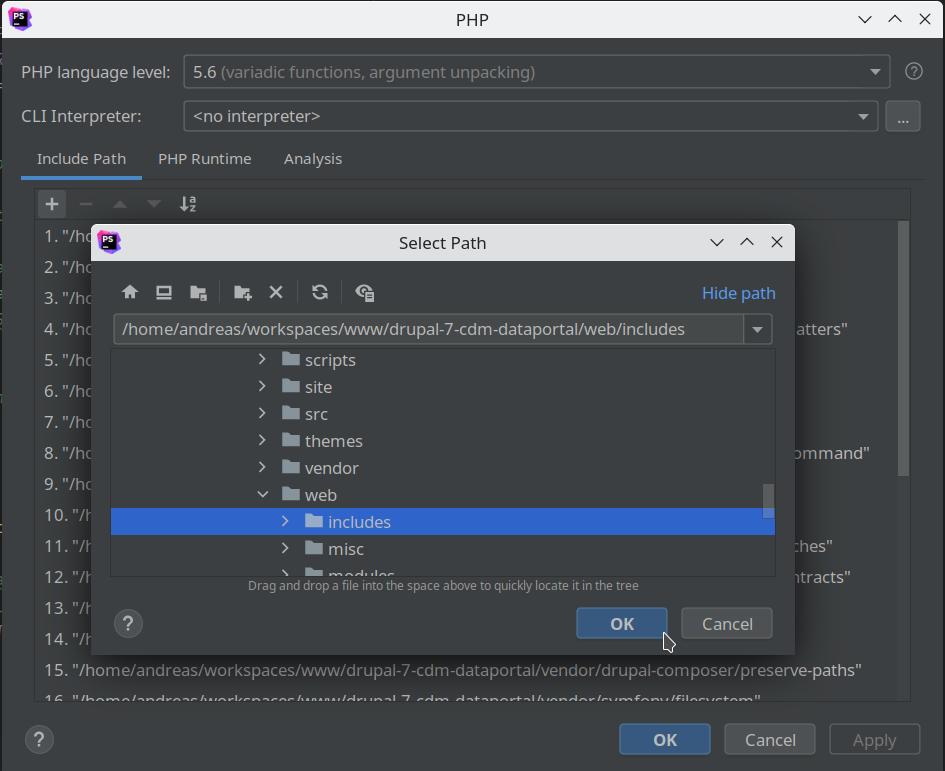 PS
PHP
PHP language level:
5.6 (variadic functions, argument unpacking)
?
CLI Interpreter:
<no interpreter>
...
Include Path
PHP Runtime
Analysis
1. "/ho
2. "/ho
3. "/ho
4. "/ho
atters"
5. "/ho
6. "/ho
7. "/ho
8. "/ho
ommand"
9. "/ho
10. "/h
11. "/h
ches"
12. "/h
ntracts"
13. "/h
14. "/h
PS
Select Path
Hide path
/home/andreas/workspaces/www/drupal-7-cdm-dataportal/web/includes
scripts
site
src
themes
vendor
web
includes
misc
modules
Drag and drop a file into the space above to quickly locate it in the tree
?
OK
Cancel
15. "/home/andreas/workspaces/www/drupal-7-cdm-dataportal/vendor/drupal-composer/preserve-paths"
16. "/home/andreas/workspaces/www/drupal-7-cdm-dataportal/vendor/symfony/filesystem"
?
OK
Cancel
Apply